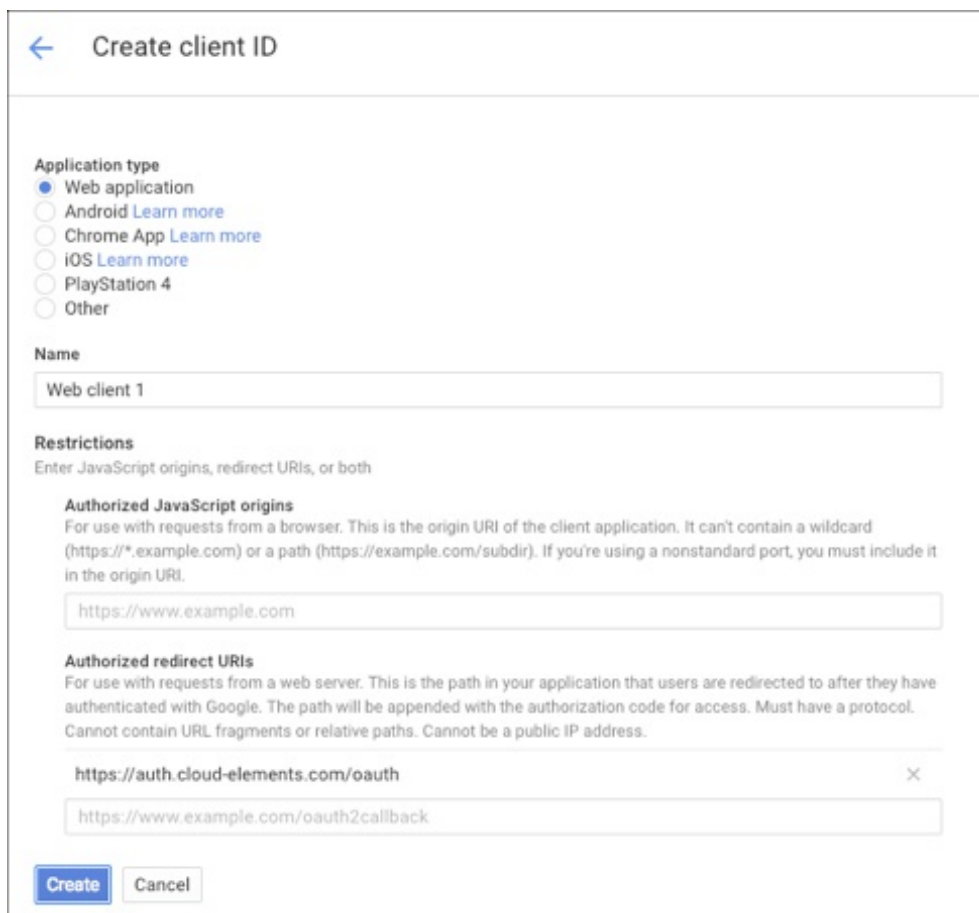 Create client ID
Application type
Web application
Android Learn more
Chrome App Learn more
iOS Learn more
PlayStation 4
Other
Name
Web client 1
Restrictions
Enter JavaScript origins, redirect URIs, or both
Authorized JavaScript origins
For use with requests from a browser. This is the origin URI of the client application. It can't contain a wildcard
(https://*.example.com) or a path (https://example.com/subdir). If you're using a nonstandard port, you must include it
in the origin URI.
https://www.example.com
Authorized redirect URIs
For use with requests from a web server. This is the path in your application that users are redirected to after they have
authenticated with Google. The path will be appended with the authorization code for access. Must have a protocol.
Cannot contain URL fragments or relative paths. Cannot be a public IP address.
https://auth.cloud-elements.com/oauth
https://www.example.com/oauth2callback
Create Cancel